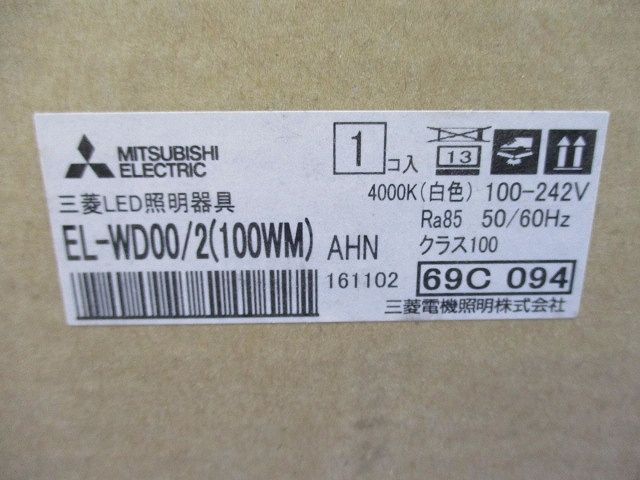 MITSUBISHI
ELECTRIC
1 コ入
13
三菱LED照明器具
4000K(白色) 100-242V
Ra85 50/60Hz
EL-WD00/2(100WM) AHN
クラス100
161102
69C 094
三菱電機照明株式会社